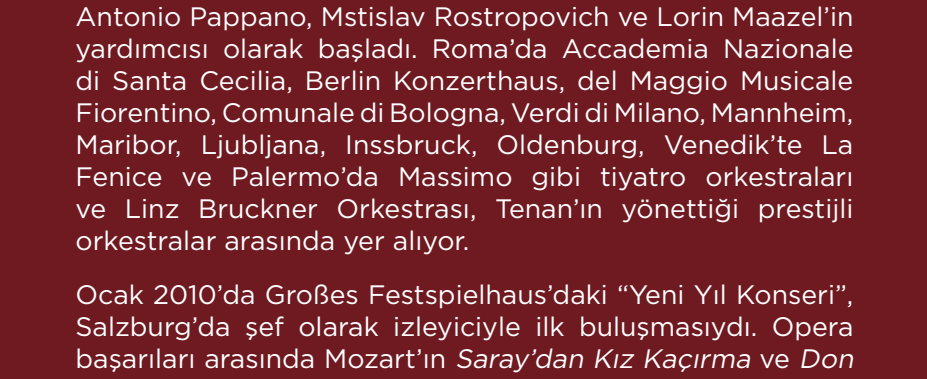 Antonio Pappano, Mstislav Rostropovich ve Lorin Maazel’in
yardımcısı olarak başladı. Roma’da Accademia Nazionale
di Santa Cecilia, Berlin Konzerthaus, del Maggio Musicale
Fiorentino, Comunale di Bologna, Verdi di Milano, Mannheim,
Maribor, Ljubljana, Inssbruck, Oldenburg, Venedik’te La
Fenice ve Palermo’da Massimo gibi tiyatro orkestraları
ve Linz Bruckner Orkestrası, Tenan’ın yönettiği prestijli
orkestralar arasında yer alıyor.
Ocak 2010’da Großes Festspielhaus’daki “Yeni Yıl Konseri”,
Salzburg’da şef olarak izleyiciyle ilk buluşmasıydı. Opera
başarıları arasında Mozart’ın Saray’dan Kız Kaçırma ve Don